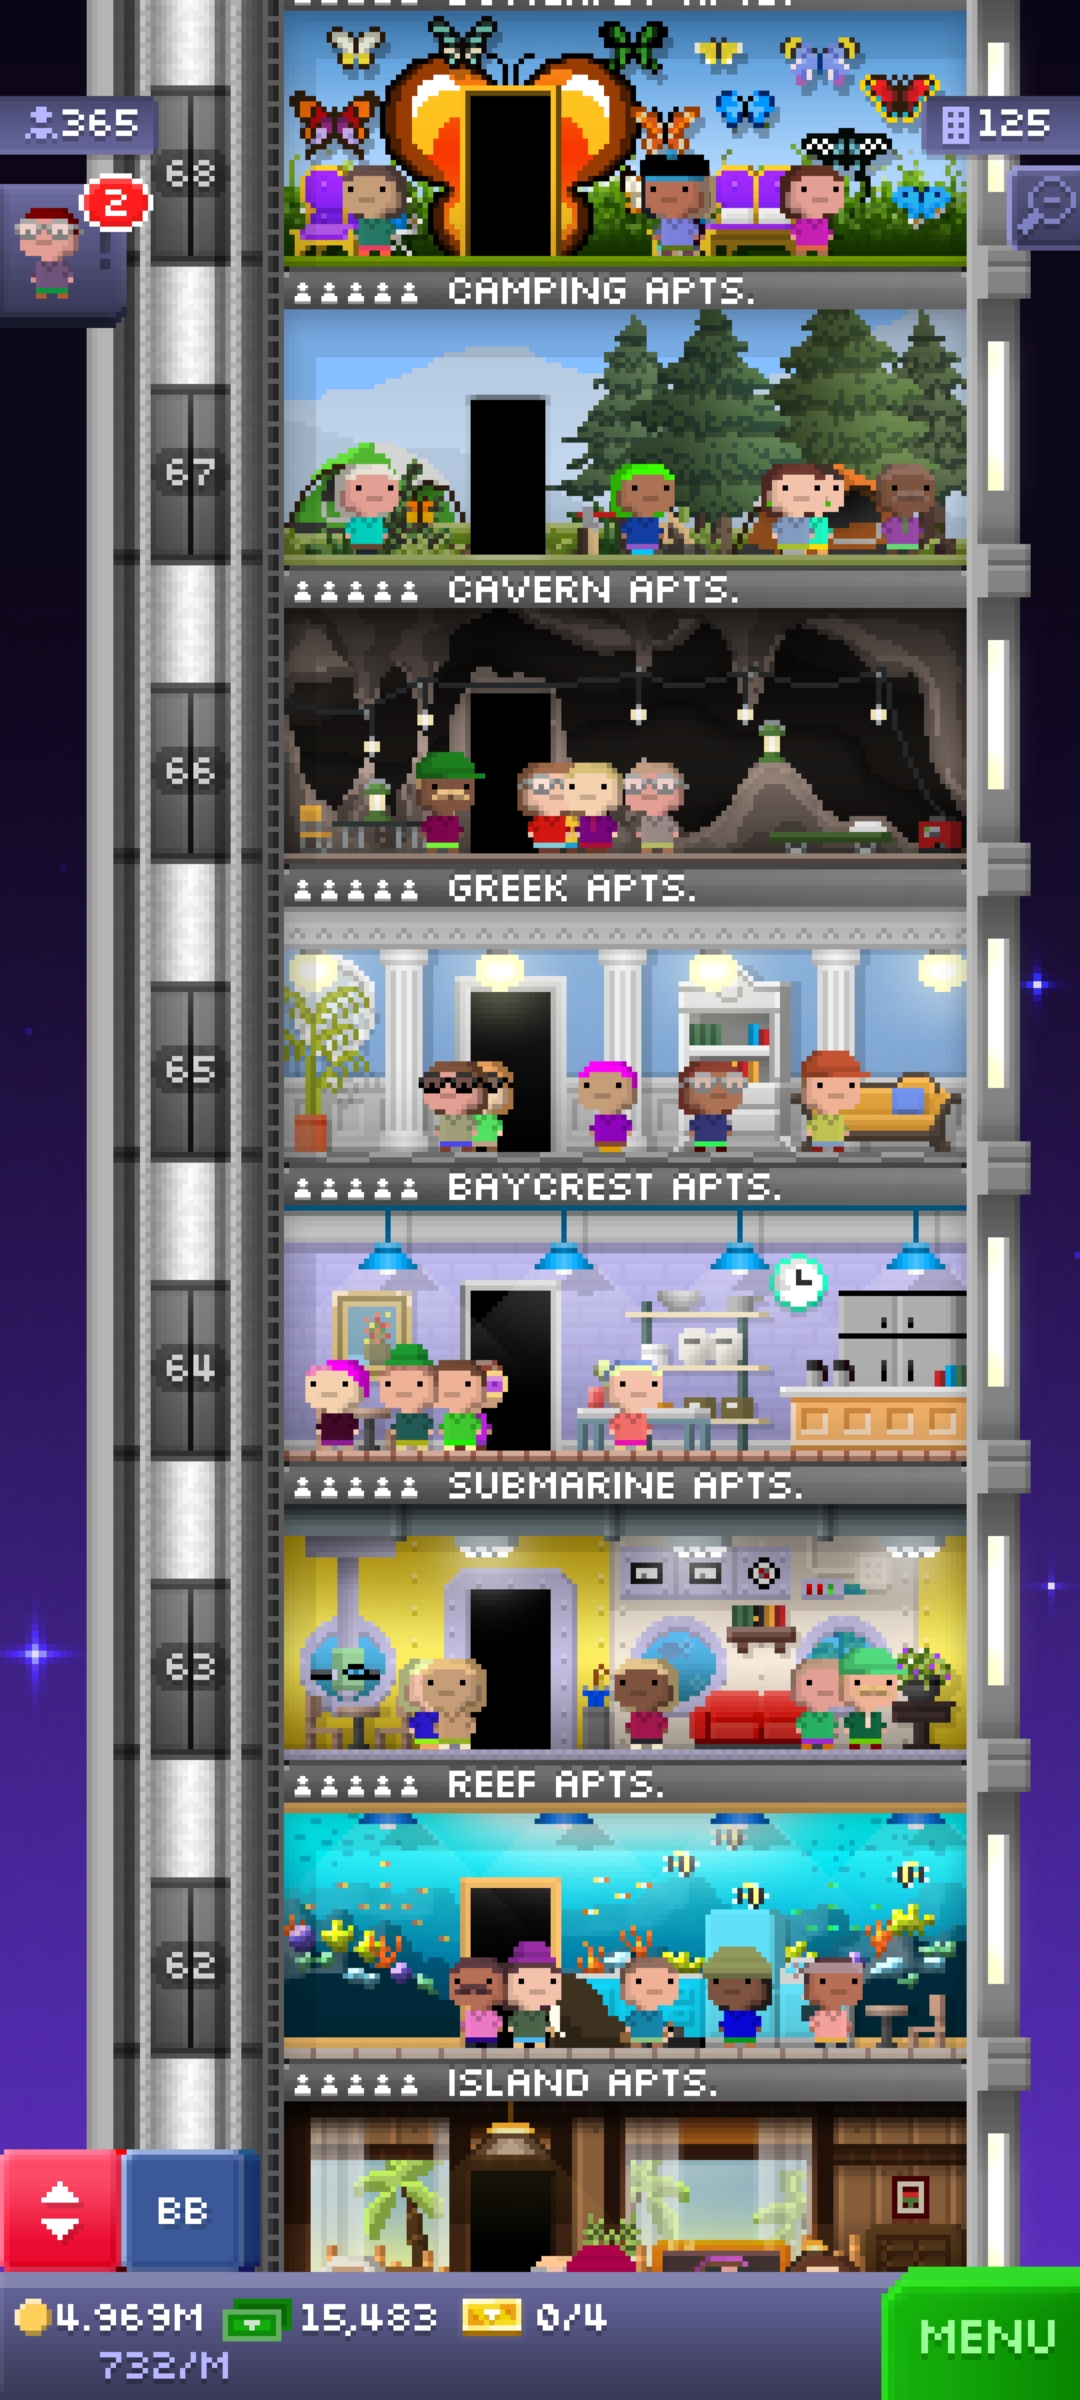 365
125
2
68
CAMPING APTS.
67
CAVERN APTS.
66
GREEK APTS.
65
BAYCREST APTS.
64
SUBMARINE APTS.
63
REEF APTS.
62
ISLAND APTS.
BB
4.969M 15,483 0/4
732/M
MENU